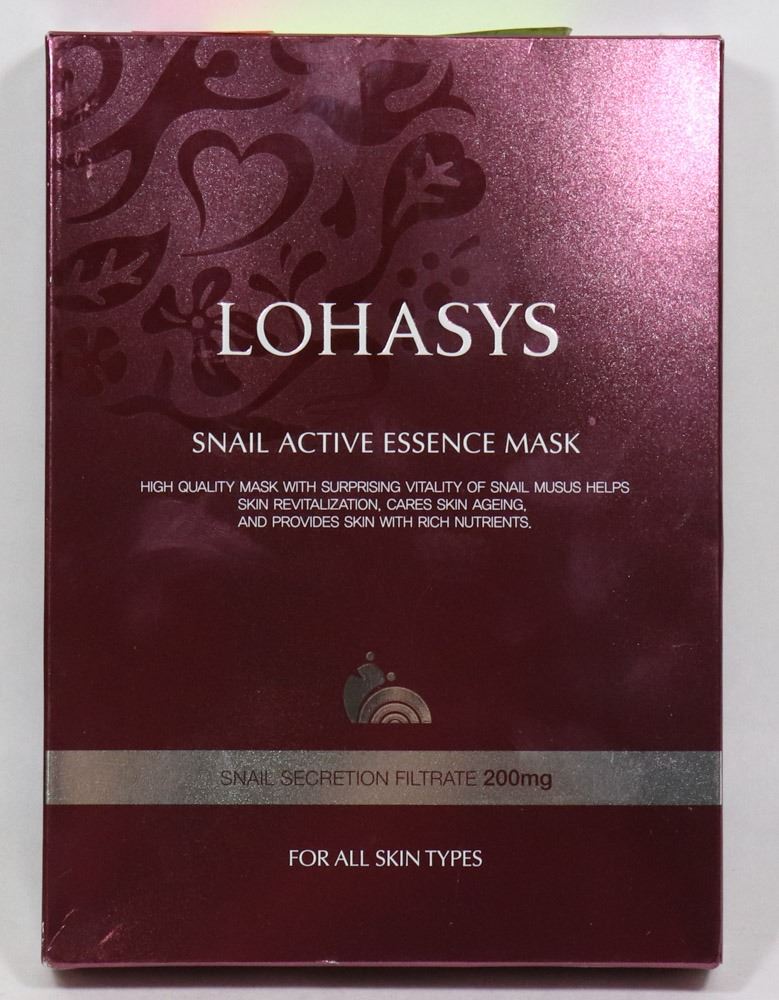 LOHASYS
SNAIL ACTIVE ESSENCE MASK
HIGH QUALITY MASK WITH SURPRISING VITALITY OF SNAIL MUSUS HELPS
SKIN REVITALIZATION, CARES SKIN AGEING,
AND PROVIDES SKIN WITH RICH NUTRIENTS.
SNAIL SECRETION FILTRATE 200mg
FOR ALL SKIN TYPES